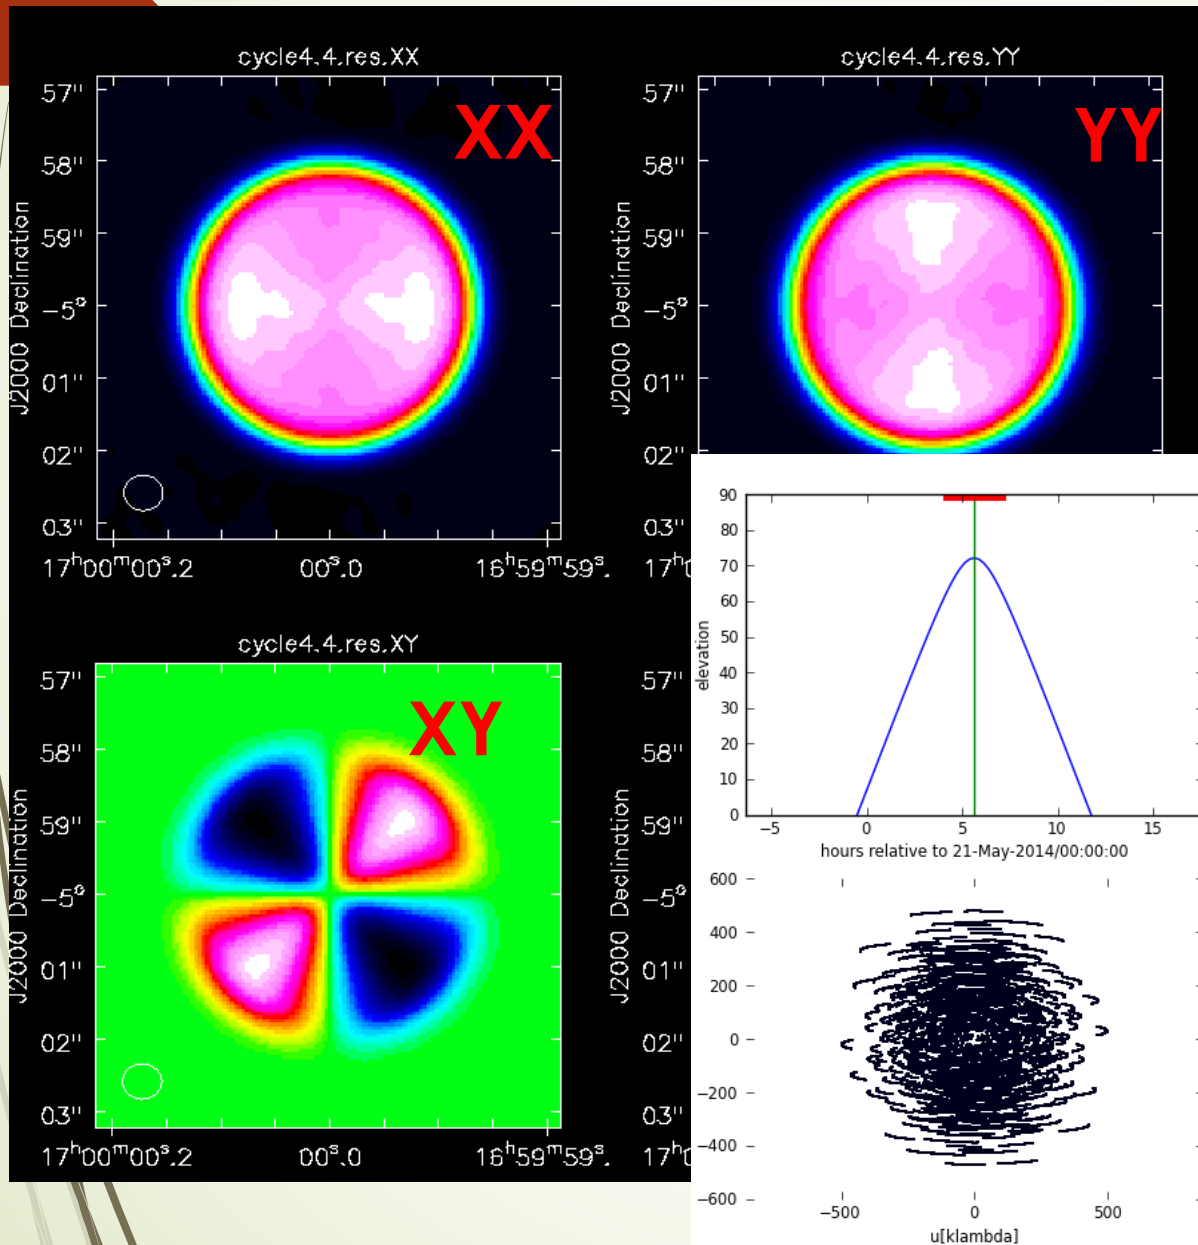 cycle4.4.res.XX
XX
57"
58"
59"
-5°
01"
02"
03"
J2000 Declination
17ʰ00ᵐ00ˢ.2
00ˢ.0
16ʰ59ᵐ59ˢ.
cycle4.4.res.YY
YY
57"
58"
59"
-5°
01"
02"
03"
J2000 Declination
cycle4.4.res.XY
XY
57"
58"
59"
-5°
01"
02"
03"
J2000 Declination
17ʰ00ᵐ00ˢ.2
00ˢ.0
16ʰ59ᵐ59ˢ.
57"
58"
59"
-5°
01"
02"
03"
J2000 Declination
90
80
70
60
50
40
30
20
10
0
elevation
−5
0
5
10
15
hours relative to 21-May-2014/00:00:00
600
400
200
0
−200
−400
−600
−500
0
500
u[klambda]